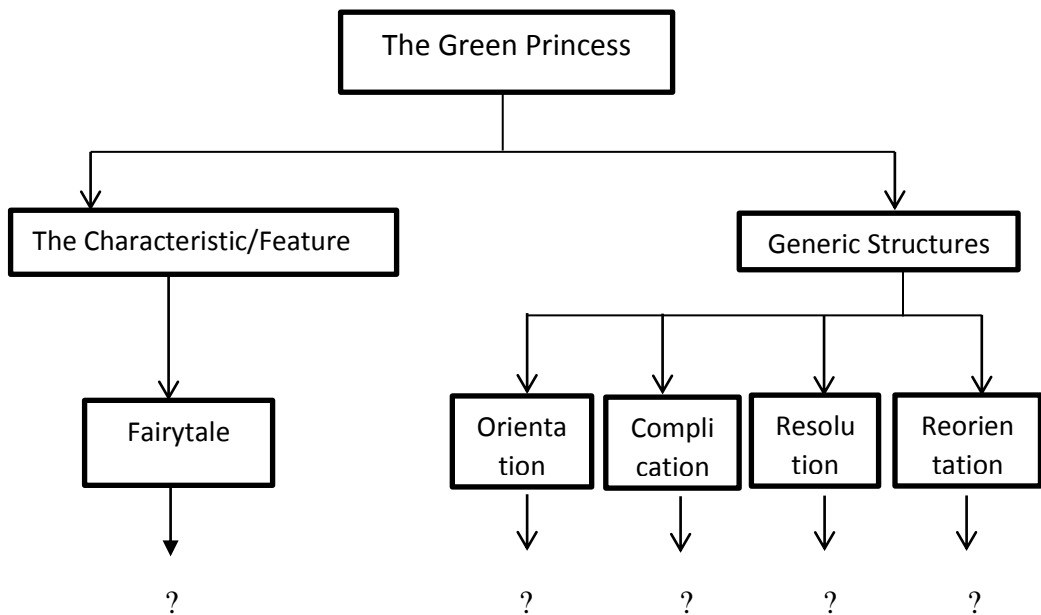 The Green Princess
The Characteristic/Feature
Generic Structures
Fairytale
Orienta
tion
Compli
cation
Resolu
tion
Reorien
tation
? ? ? ? ?